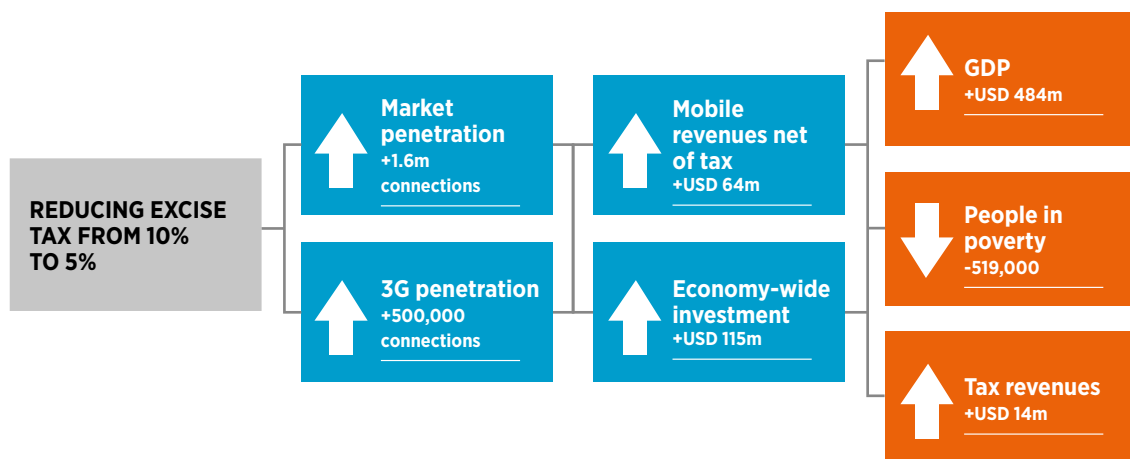 REDUCING EXCISE
TAX FROM 10%
TO 5%
Market
penetration
+1.6m
connections
3G penetration
+500,000
connections
Mobile
revenues net
of tax
+USD 64m
Economy-wide
investment
+USD 115m
GDP
+USD 484m
People in
poverty
-519,000
Tax revenues
+USD 14m